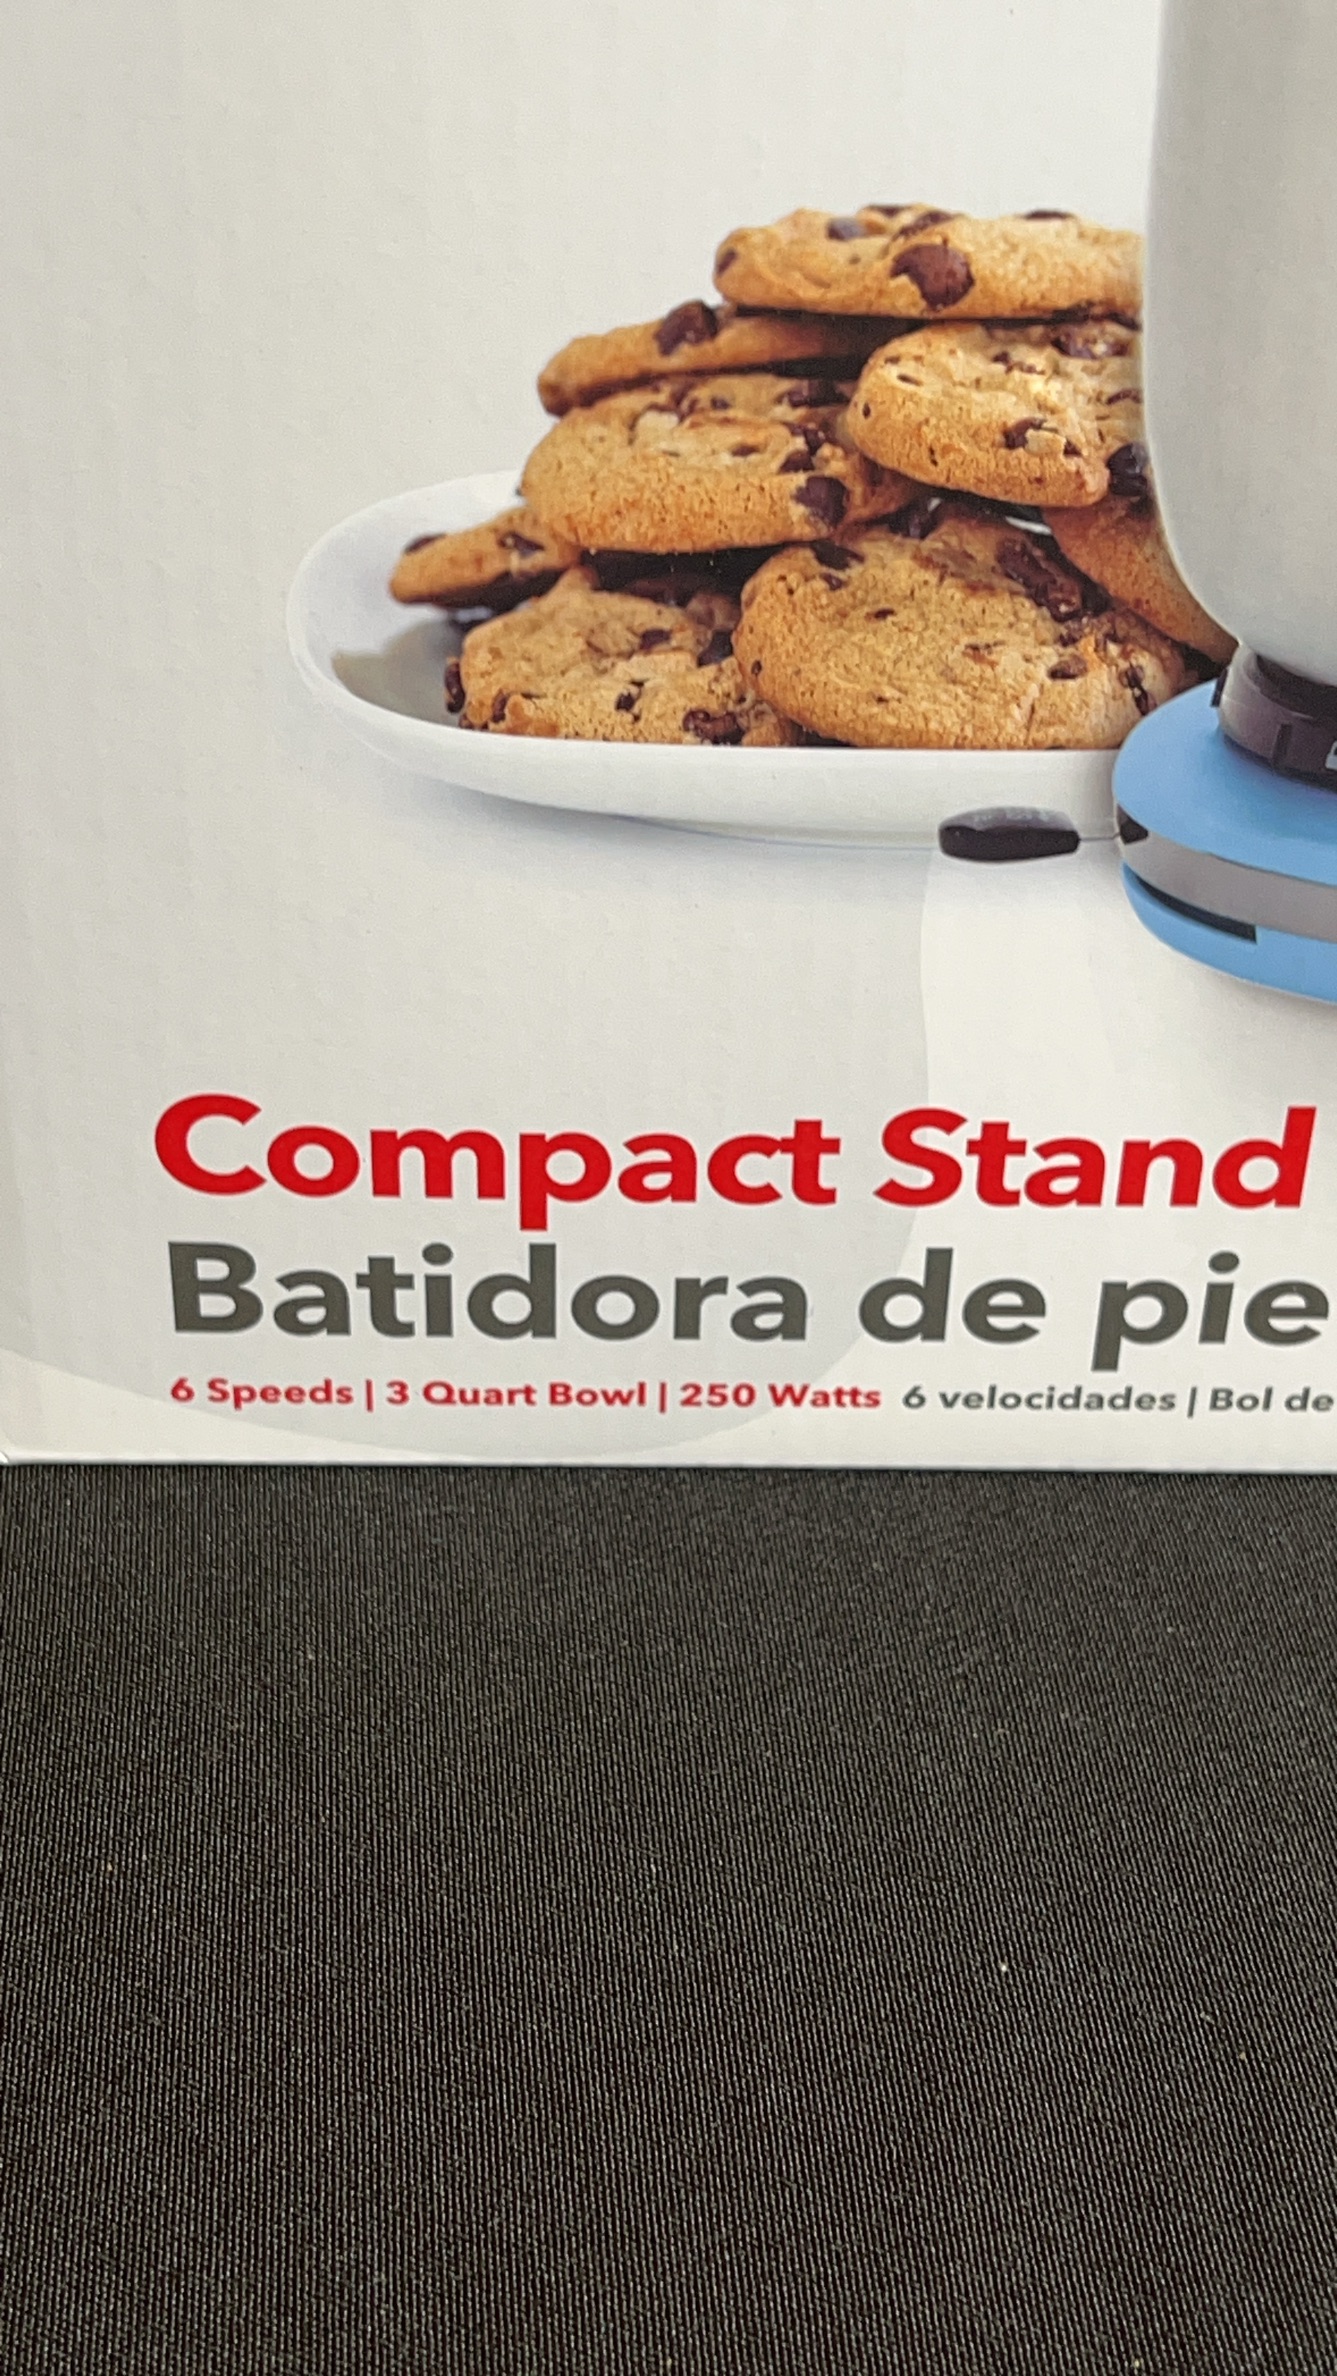 Compact Stand
Batidora de pie
6 Speeds | 3 Quart Bowl | 250 Watts 6 velocidades | Bol de